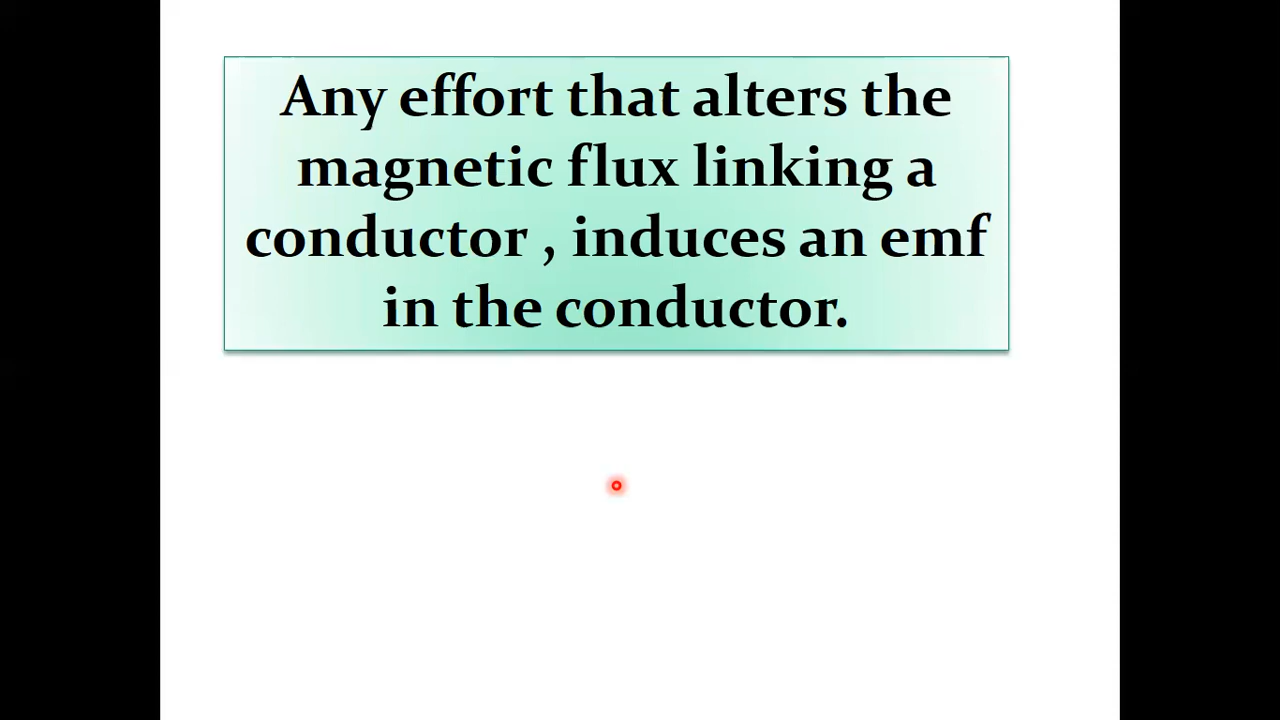 Any effort that alters the
magnetic flux linking a
conductor , induces an emf
in the conductor.